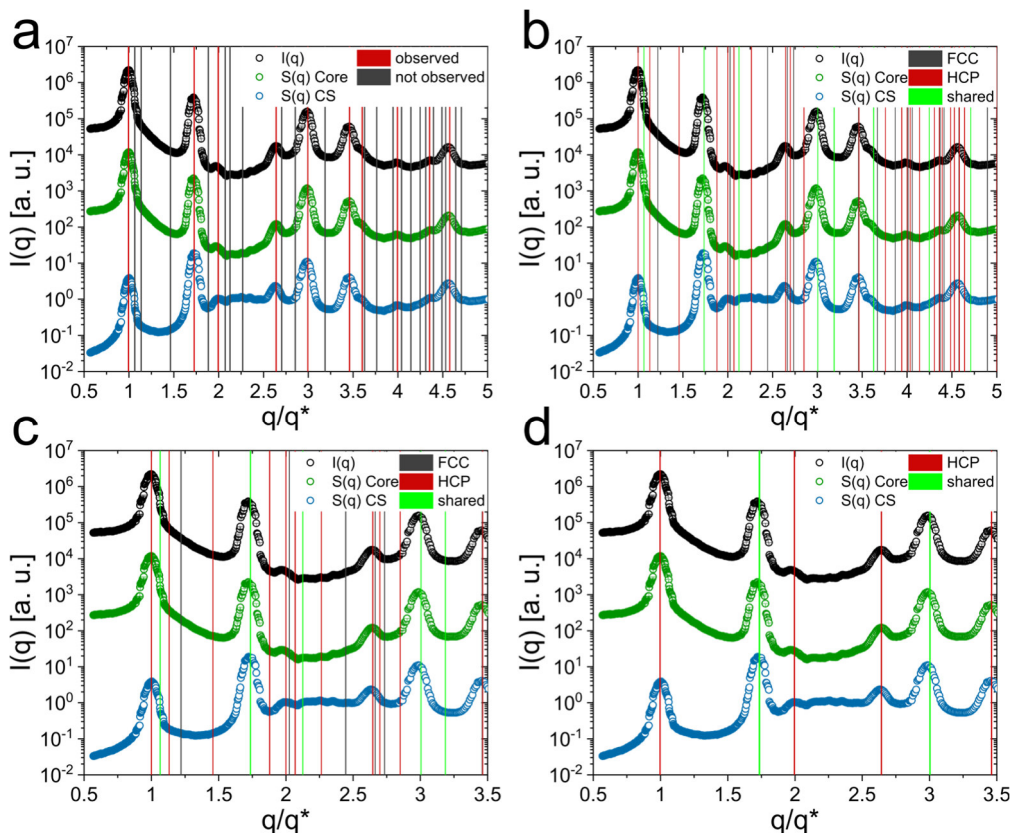 a
I(q)
S(q) Core
S(q) CS
observed
not observed
10^7
10^6
10^5
10^4
10^3
10^2
10^1
10^0
10^-1
10^-2
I(q) [a. u.]
0.5 1 1.5 2 2.5 3 3.5 4 4.5 5
q/q*
b
I(q)
S(q) Core
S(q) CS
FCC
HCP
shared
10^7
10^6
10^5
10^4
10^3
10^2
10^1
10^0
10^-1
10^-2
I(q) [a. u.]
0.5 1 1.5 2 2.5 3 3.5 4 4.5 5
q/q*
c
I(q)
S(q) Core
S(q) CS
FCC
HCP
shared
10^7
10^6
10^5
10^4
10^3
10^2
10^1
10^0
10^-1
10^-2
I(q) [a. u.]
0.5 1 1.5 2 2.5 3 3.5
q/q*
d
I(q)
S(q) Core
S(q) CS
HCP
shared
10^7
10^6
10^5
10^4
10^3
10^2
10^1
10^0
10^-1
10^-2
I(q) [a. u.]
0.5 1 1.5 2 2.5 3 3.5
q/q*